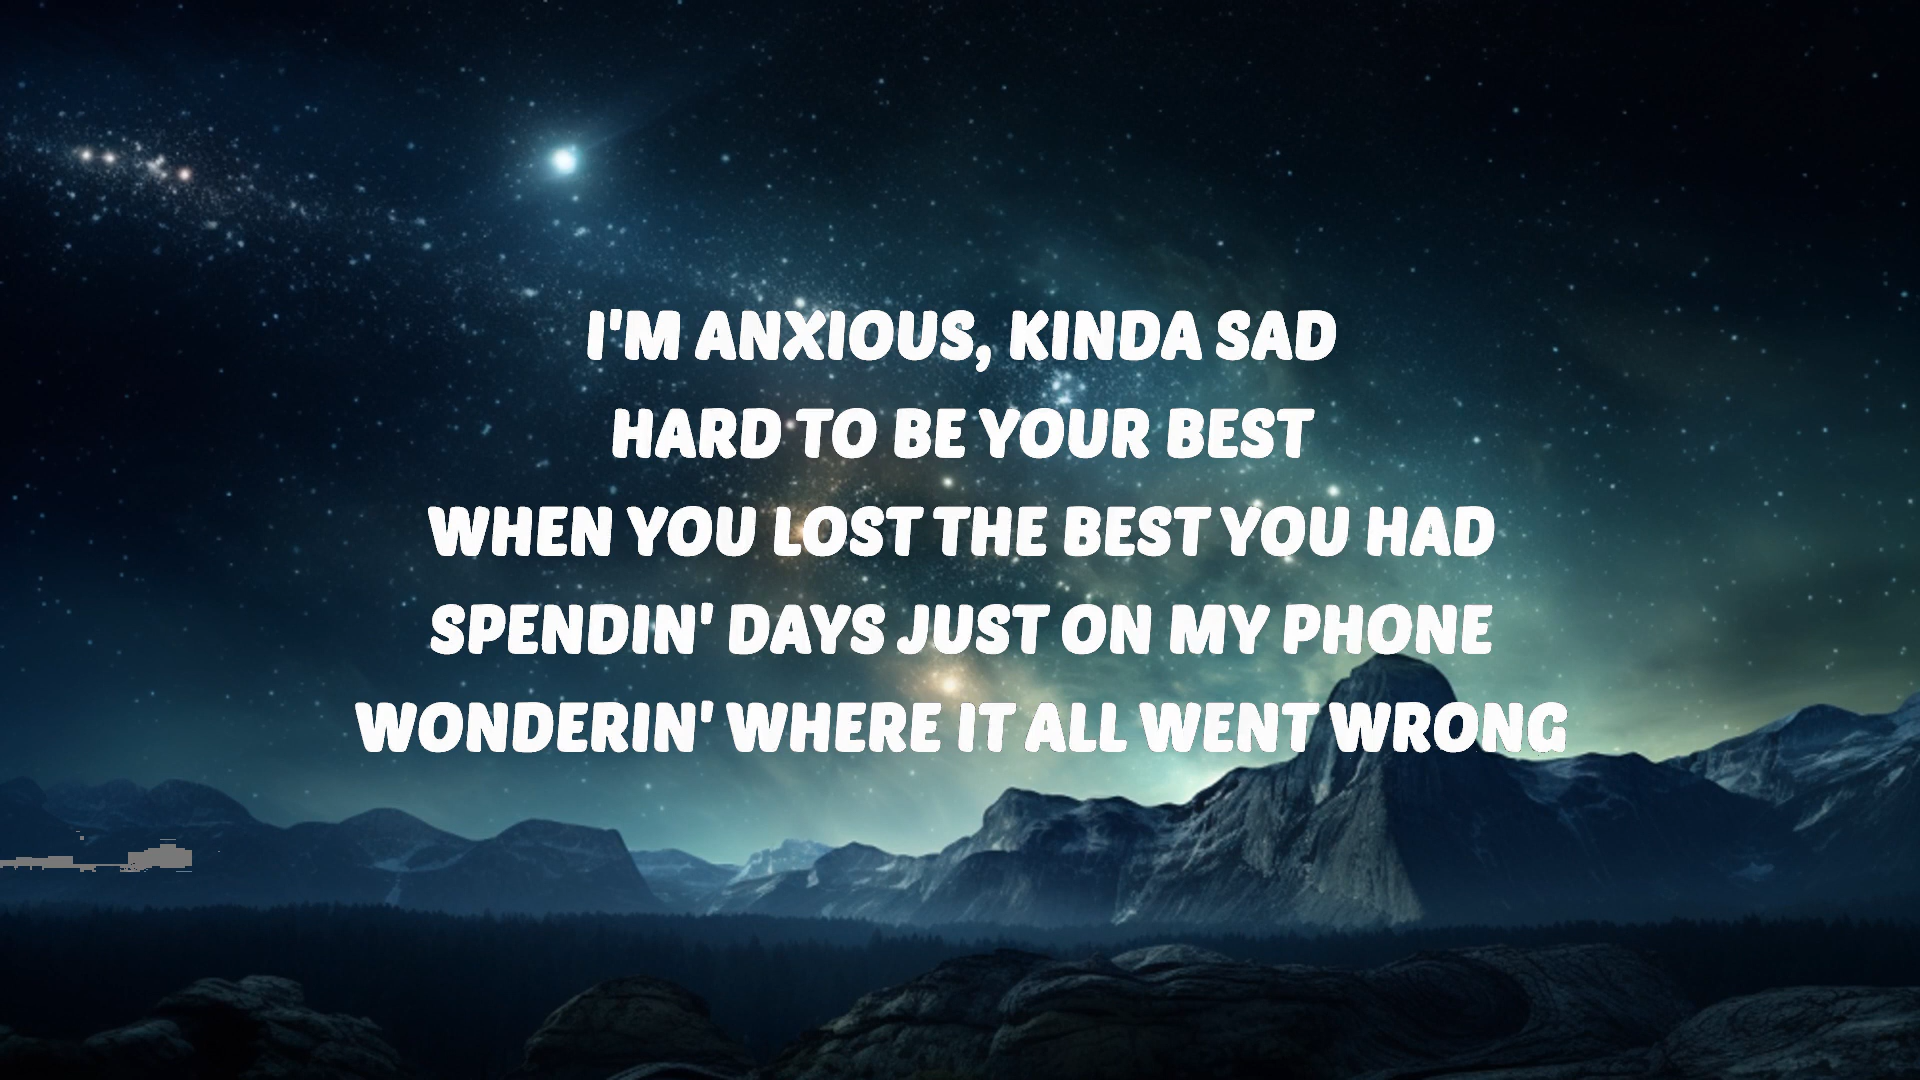 I'M ANXIOUS, KINDA SAD
HARD TO BE YOUR BEST
WHEN YOU LOST THE BEST YOU HAD
SPENDIN' DAYS JUST ON MY PHONE
WONDERIN' WHERE IT ALL WENT WRONG